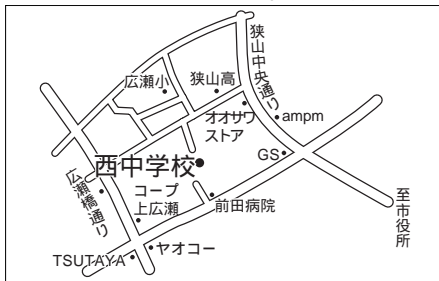 狭山中央通り
広瀬小
狭山高
オオサワ
ストア
ampm
西中学校
GS
広瀬橋通り
コープ
上広瀬
前田病院
至市役所
ヤオコー
TSUTAYA